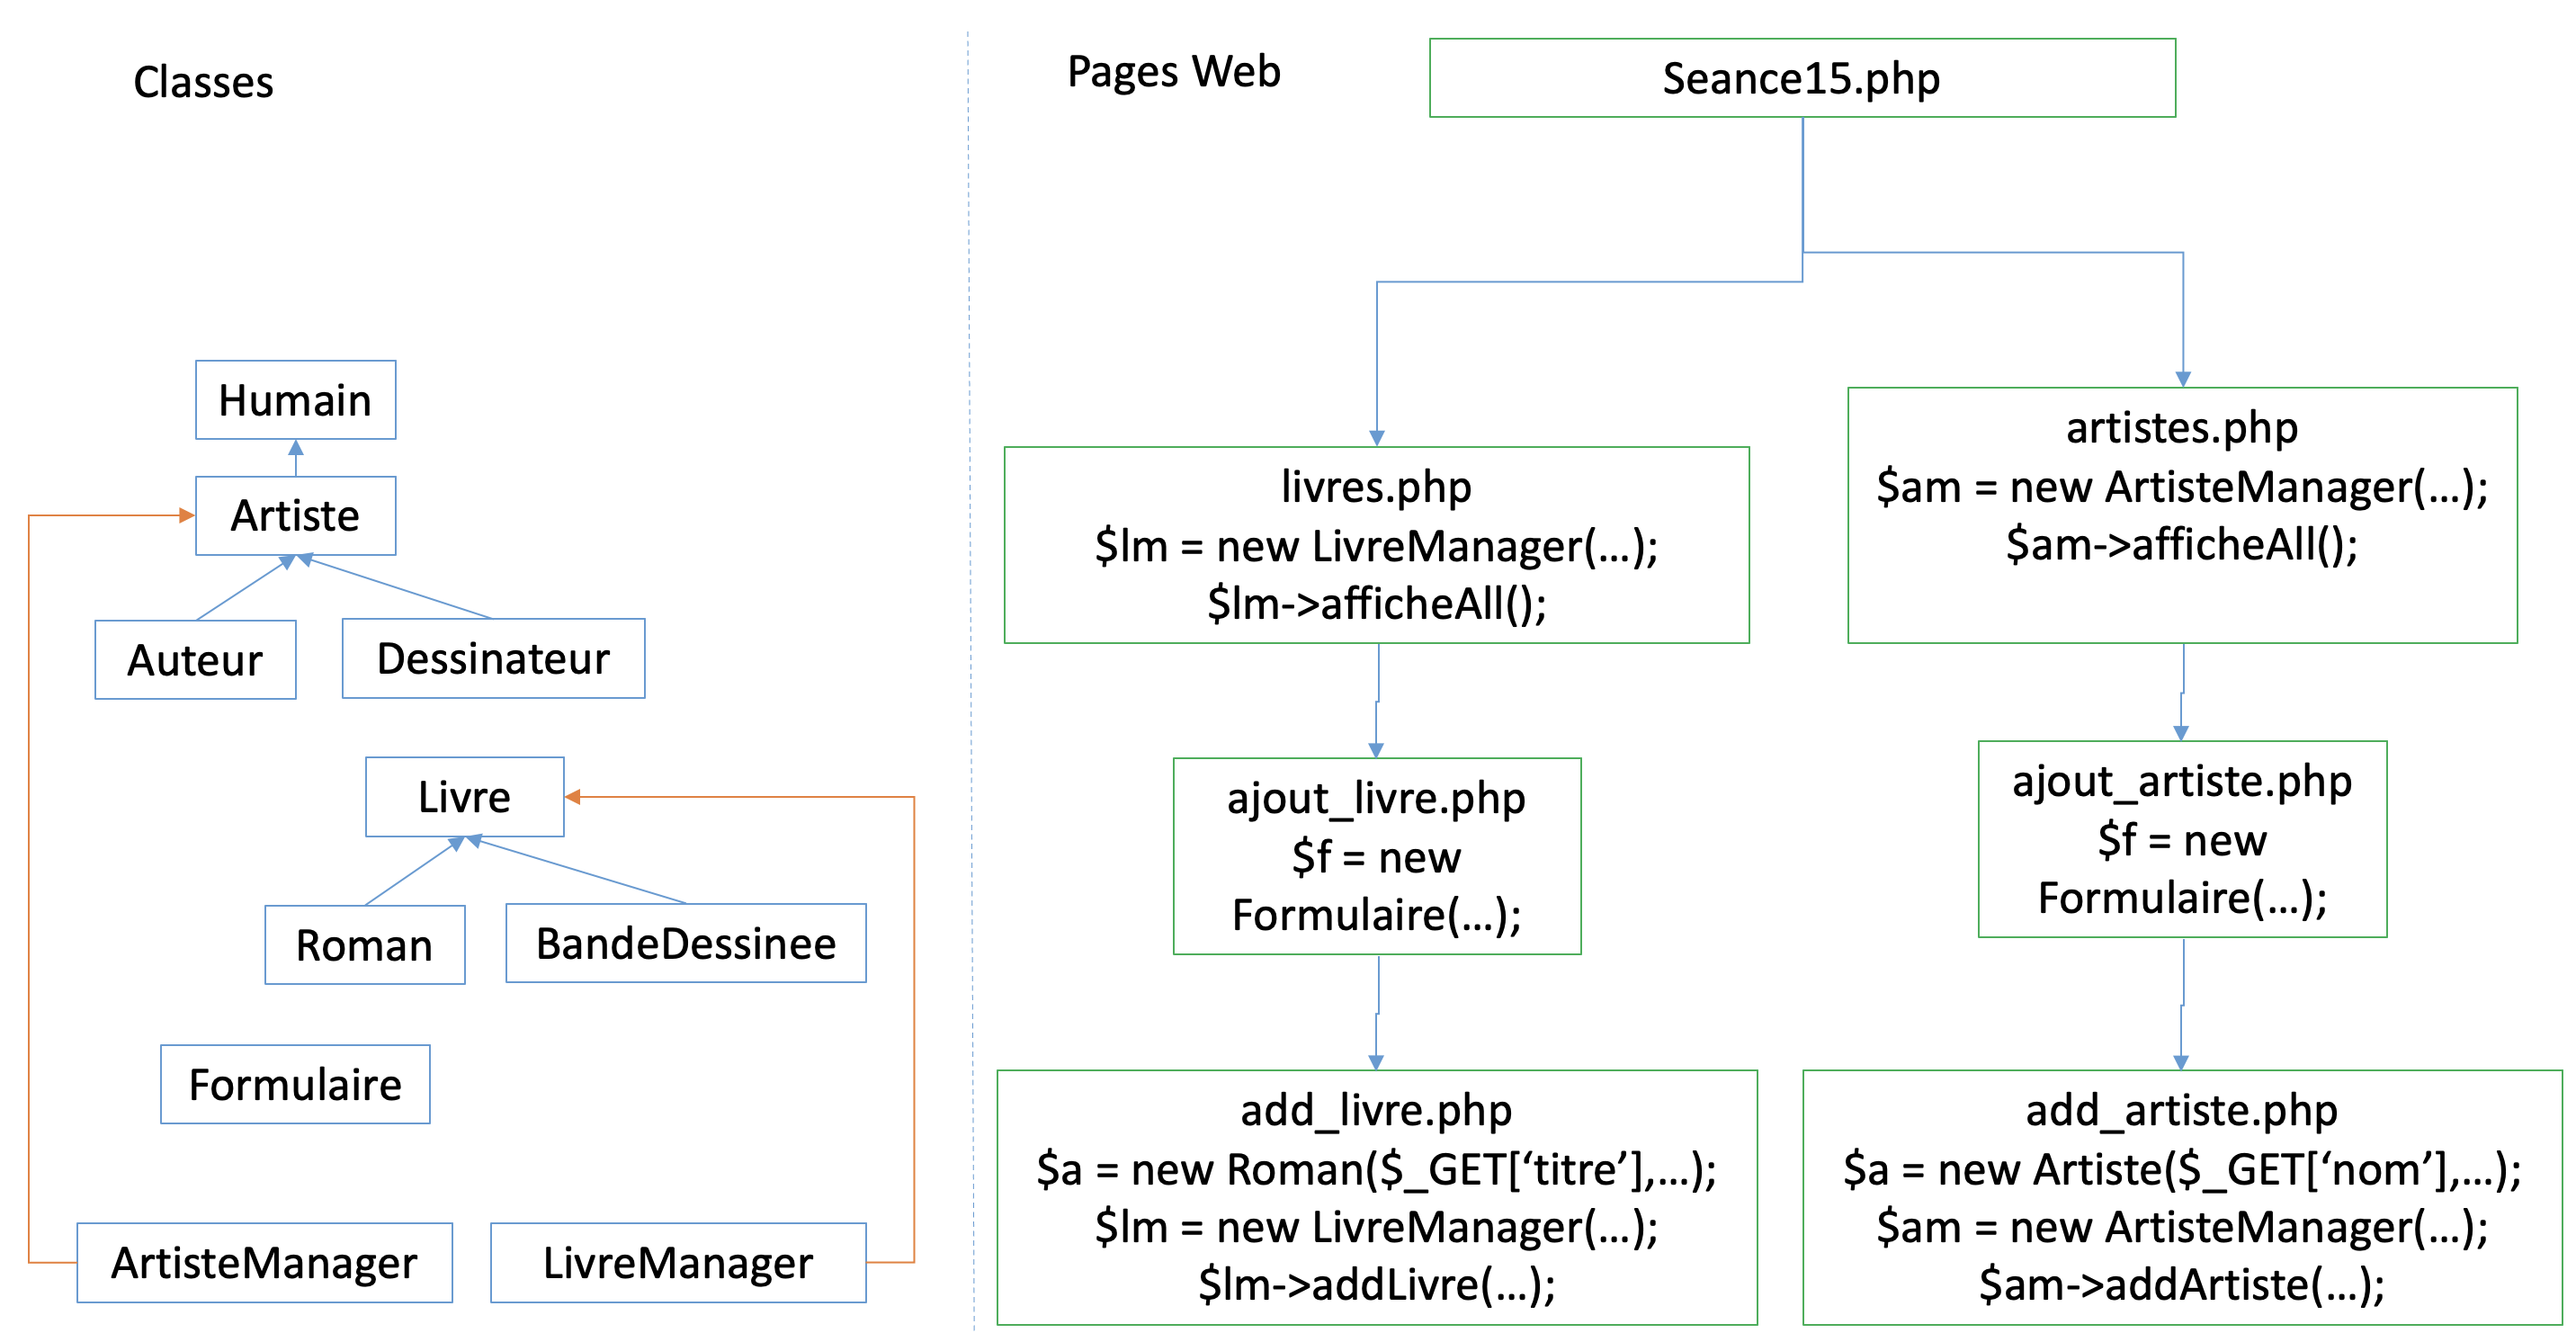 Classes
Humain
Artiste
Auteur
Dessinateur
Livre
Roman
BandeDessinee
Formulaire
ArtisteManager
LivreManager
Pages Web
Seance15.php
livres.php
$lm = new LivreManager(…);
$lm->afficheAll();
artistes.php
$am = new ArtisteManager(…);
$am->afficheAll();
ajout_livre.php
$f = new
Formulaire(…);
ajout_artiste.php
$f = new
Formulaire(…);
add_livre.php
$a = new Roman($_GET[‘titre’],…);
$lm = new LivreManager(…);
$lm->addLivre(…);
add_artiste.php
$a = new Artiste($_GET[‘nom’],…);
$am = new ArtisteManager(…);
$am->addArtiste(…);